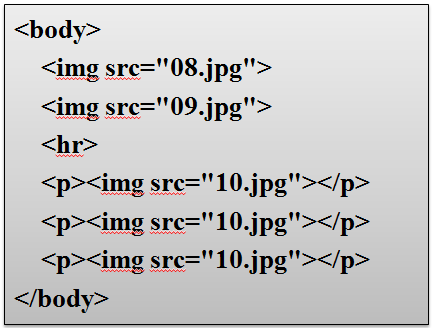 <body>
<img src="08.jpg">
<img src="09.jpg">
<hr>
<p><img src="10.jpg"></p>
<p><img src="10.jpg"></p>
<p><img src="10.jpg"></p>
</body>